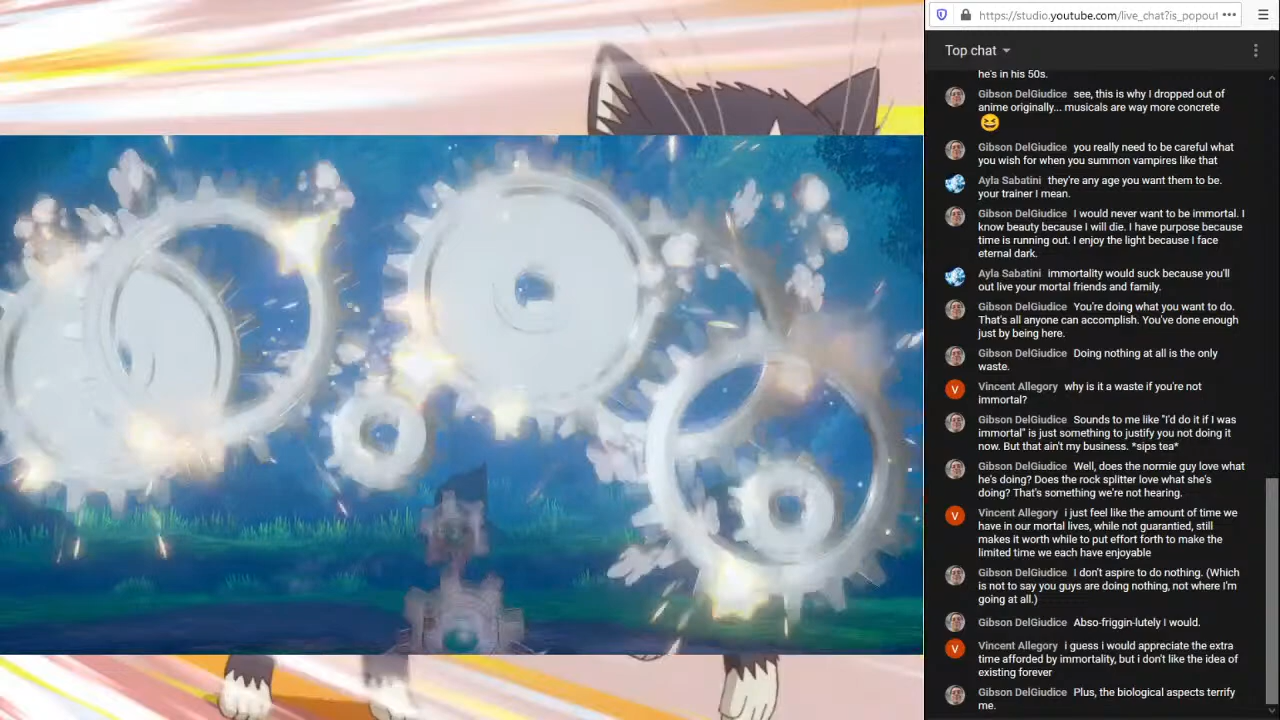 https://studio.youtube.com/live_chat?is_popout
Top chat
he's in his 50s.
Gibson DelGiudice see, this is why I dropped out of
anime originally... musicals are way more concrete
😆
Gibson DelGiudice you really need to be careful what
you wish for when you summon vampires like that
Ayla Sabatini they're any age you want them to be.
your trainer I mean.
Gibson DelGiudice I would never want to be immortal. I
know beauty because I will die. I have purpose because
time is running out. I enjoy the light because I face
eternal dark.
Ayla Sabatini immortality would suck because you'll
out live your mortal friends and family.
Gibson DelGiudice You're doing what you want to do.
That's all anyone can accomplish. You've done enough
just by being here.
Gibson DelGiudice Doing nothing at all is the only
waste.
V
Vincent Allegory why is it a waste if you're not
immortal?
Gibson DelGiudice Sounds to me like "I'd do it if I was
immortal" is just something to justify you not doing it
now. But that ain't my business. *sips tea*
Gibson DelGiudice Well, does the normie guy love what
he's doing? Does the rock splitter love what she's
doing? That's something we're not hearing.
V
Vincent Allegory i just feel like the amount of time we
have in our mortal lives, while not guarantied, still
makes it worth while to put effort forth to make the
limited time we each have enjoyable
Gibson DelGiudice I don't aspire to do nothing. (Which
is not to say you guys are doing nothing, not where I'm
going at all.)
Gibson DelGiudice Abso-friggin-lutely I would.
V
Vincent Allegory i guess i would appreciate the extra
time afforded by immortality, but i don't like the idea of
existing forever
Gibson DelGiudice Plus, the biological aspects terrify
me.